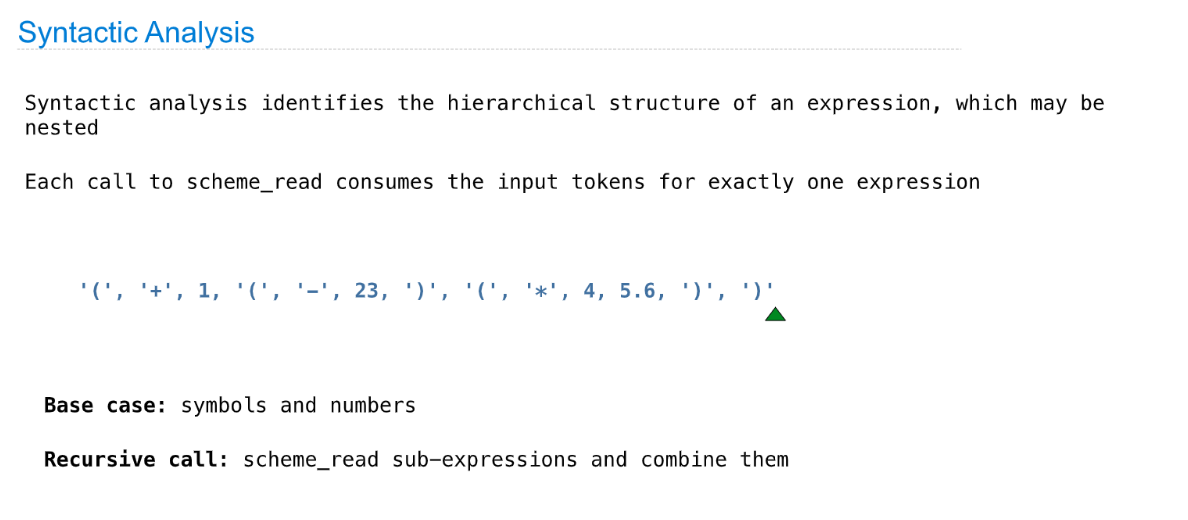 Syntactic Analysis
Syntactic analysis identifies the hierarchical structure of an expression, which may be
nested
Each call to scheme_read consumes the input tokens for exactly one expression
'(', '+', 1, '(', '-', 23, ')', '(', '*', 4, 5.6, ')', ')'
Base case: symbols and numbers
Recursive call: scheme_read sub-expressions and combine them